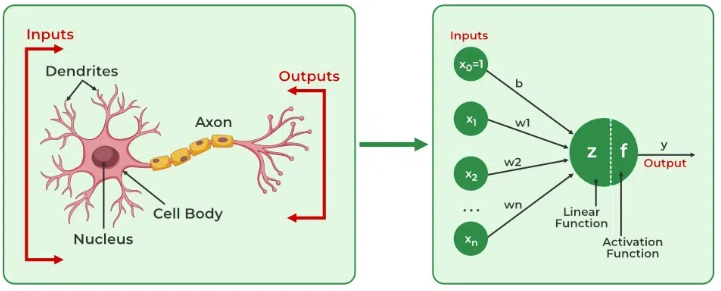 Inputs
Dendrites
Outputs
Axon
Cell Body
Nucleus
Inputs
x0=1
b
x1
w1
x2
w2
...
wn
xn
z
f
y
Output
Linear
Function
Activation
Function